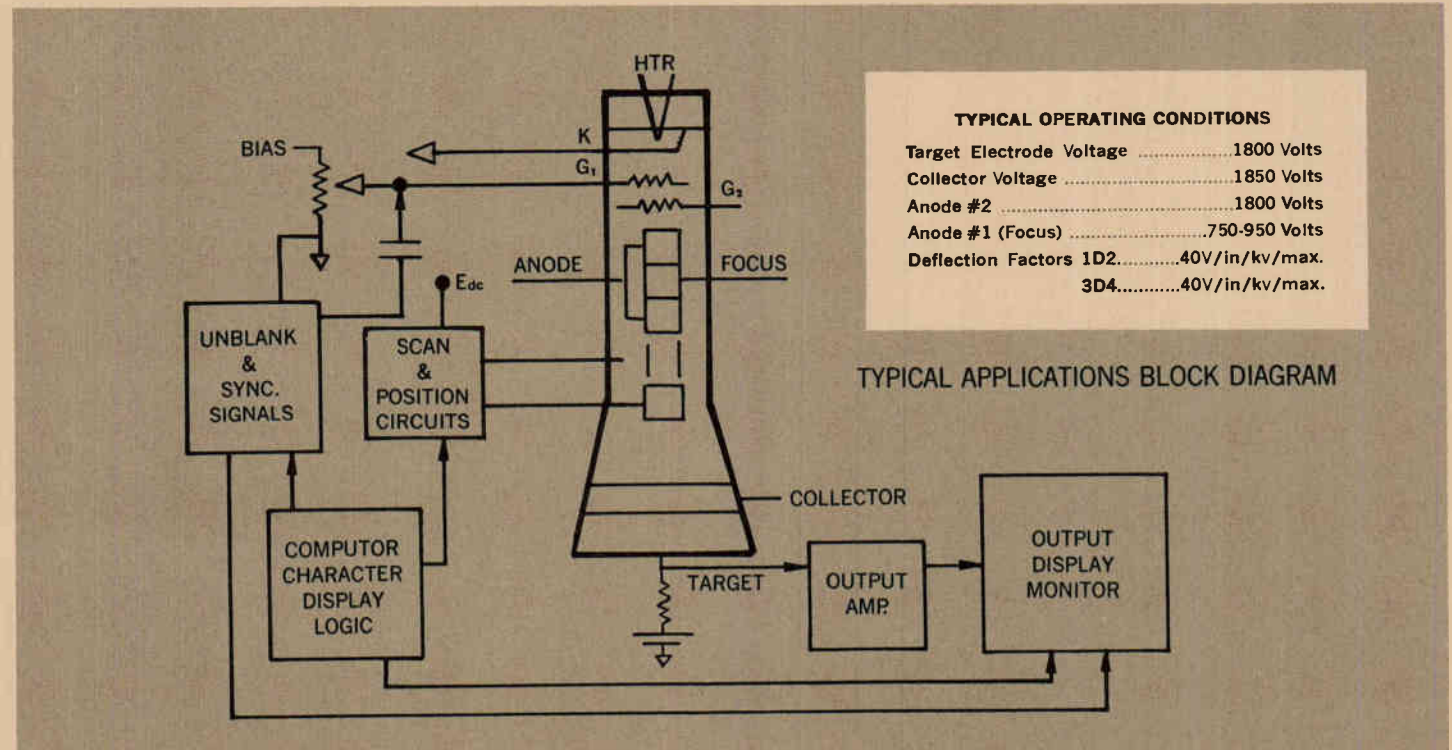 HTR
K
BIAS
G₁
G₂
ANODE
FOCUS
Edc
UNBLANK
&
SYNC.
SIGNALS
SCAN
&
POSITION
CIRCUITS
COMPUTOR
CHARACTER
DISPLAY
LOGIC
COLLECTOR
TARGET
OUTPUT
AMP.
OUTPUT
DISPLAY
MONITOR
TYPICAL OPERATING CONDITIONS
Target Electrode Voltage ................1800 Volts
Collector Voltage ........................1850 Volts
Anode #2 .................................1800 Volts
Anode #1 (Focus) ...................750-950 Volts
Deflection Factors 1D2...........40V/in/kv/max.
3D4............40V/in/kv/max.
TYPICAL APPLICATIONS BLOCK DIAGRAM